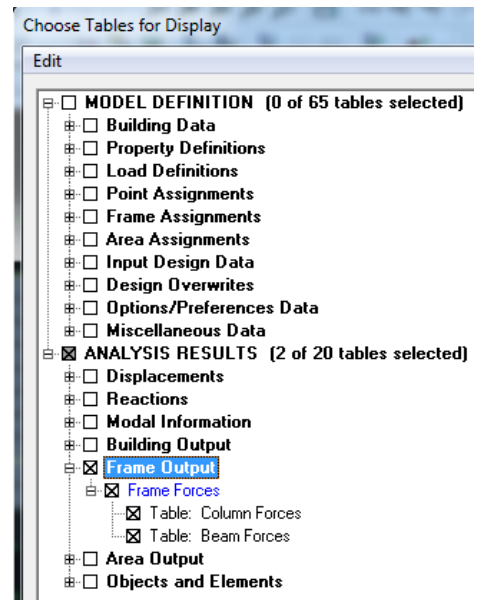 Choose Tables for Display
Edit
MODEL DEFINITION (0 of 65 tables selected)
Building Data
Property Definitions
Load Definitions
Point Assignments
Frame Assignments
Area Assignments
Input Design Data
Design Overwrites
Options/Preferences Data
Miscellaneous Data
ANALYSIS RESULTS (2 of 20 tables selected)
Displacements
Reactions
Modal Information
Building Output
Frame Output
Frame Forces
Table: Column Forces
Table: Beam Forces
Area Output
Objects and Elements